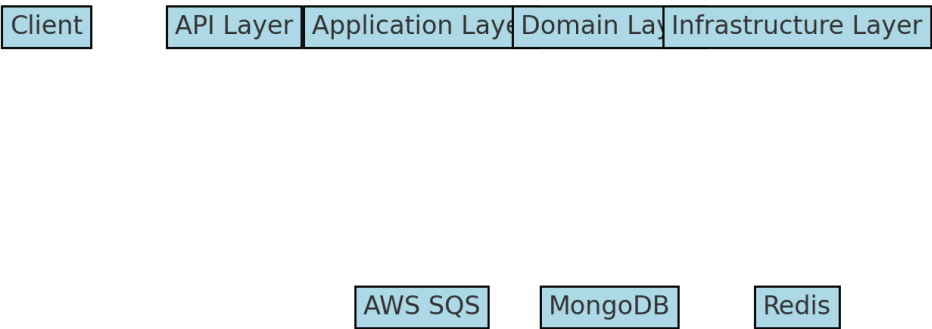 Client
API Layer
Application Laye
Domain Lay
Infrastructure Layer
AWS SQS
MongoDB
Redis